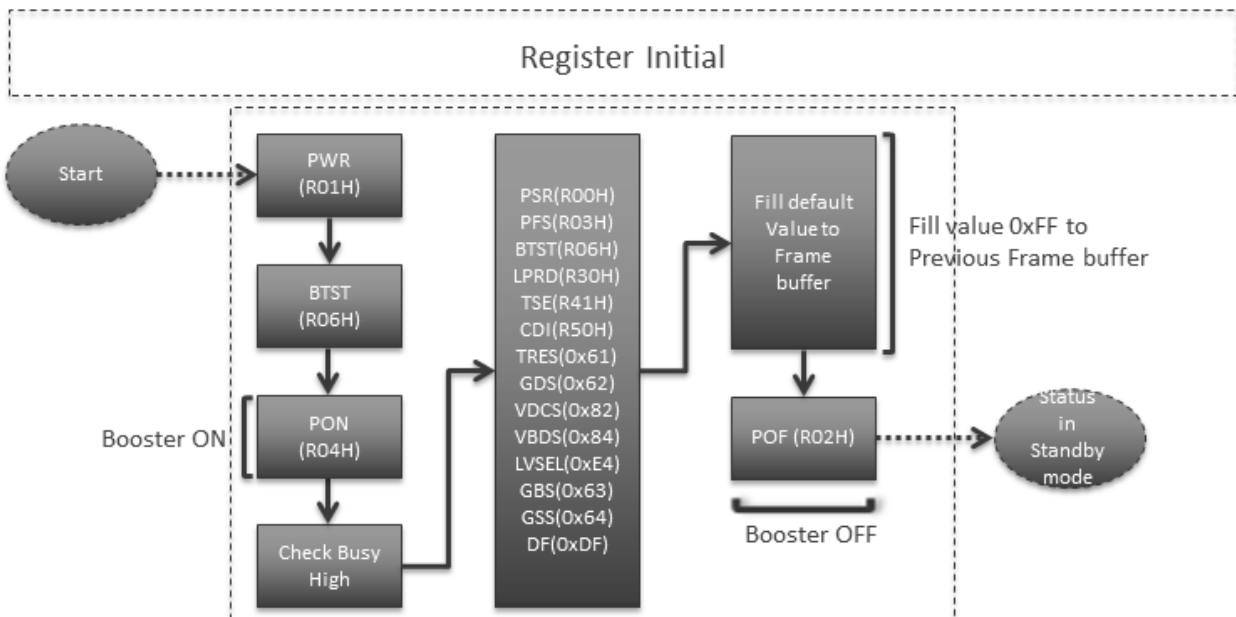 Register Initial
Start
PWR
(R01H)
BTST
(R06H)
Booster ON
PON
(R04H)
Check Busy
High
PSR(R00H)
PFS(R03H)
BTST(R06H)
LPRD(R30H)
TSE(R41H)
CDI(R50H)
TRES(0x61)
GDS(0x62)
VDCS(0x82)
VBDS(0x84)
LVSEL(0xE4)
GBS(0x63)
GSS(0x64)
DF(0xDF)
Fill default
Value to
Frame
buffer
Fill value 0xFF to
Previous Frame buffer
POF (R02H)
Booster OFF
Status
in
Standby
mode